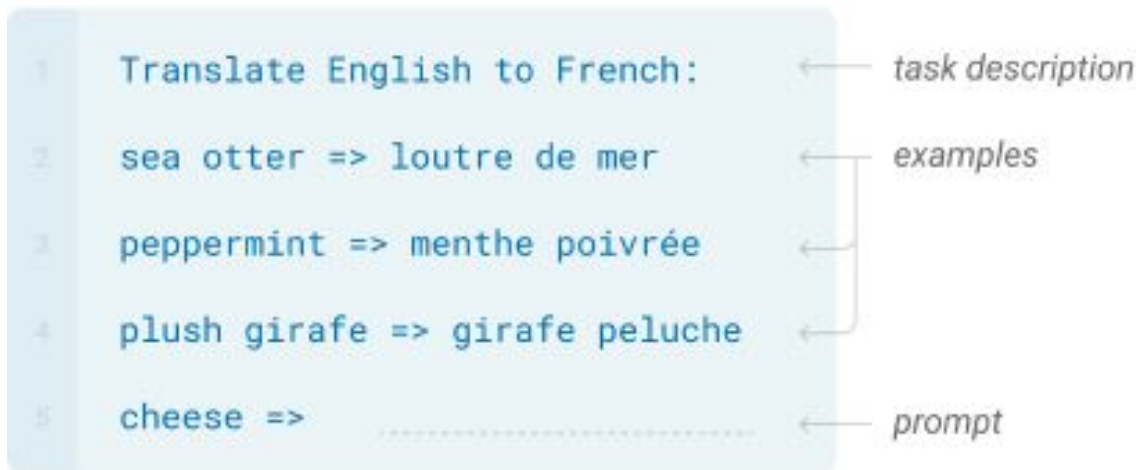 1 Translate English to French: task description
2 sea otter => loutre de mer examples
3 peppermint => menthe poivrée
4 plush girafe => girafe peluche
5 cheese => prompt